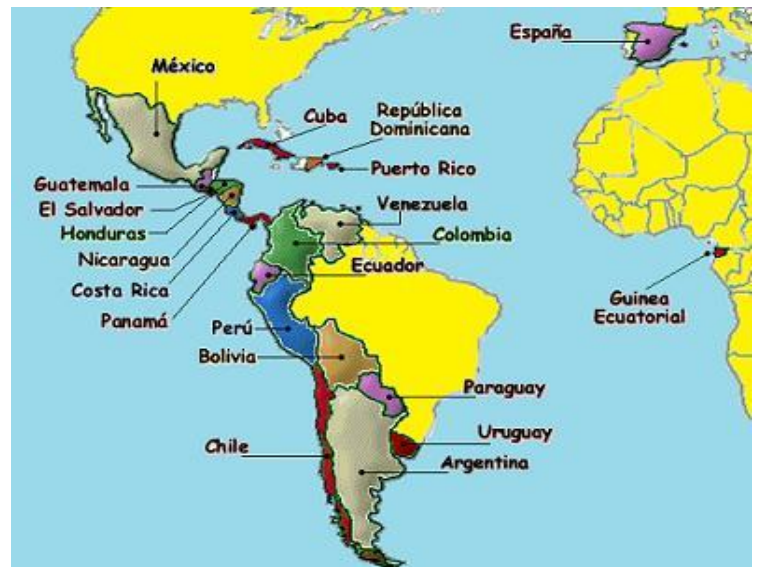 España
México
Cuba
República
Dominicana
Puerto Rico
Guatemala
El Salvador
Honduras
Nicaragua
Costa Rica
Panamá
Venezuela
Colombia
Ecuador
Guinea
Ecuatorial
Perú
Bolivia
Paraguay
Chile
Uruguay
Argentina